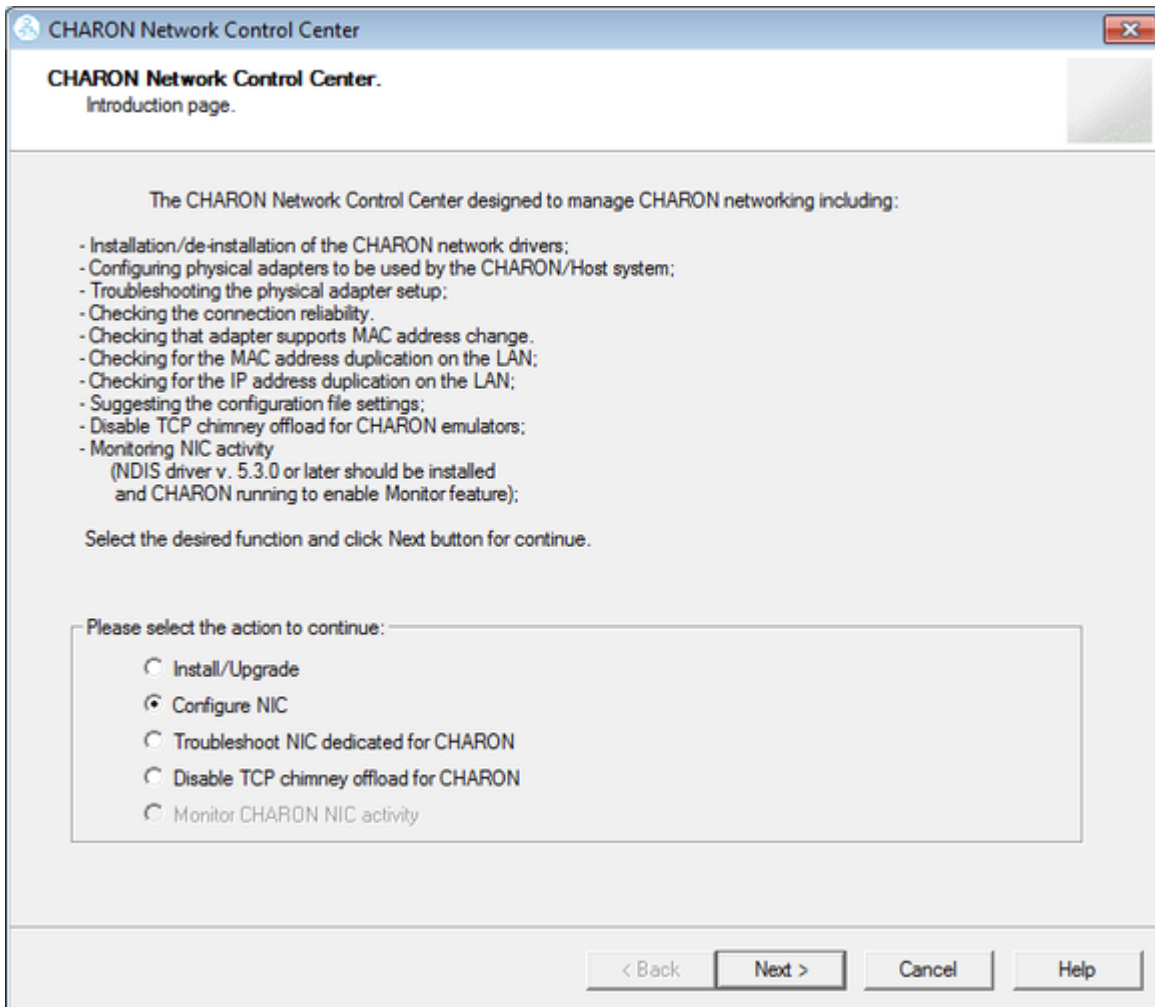 CHARON Network Control Center
CHARON Network Control Center.
Introduction page.
The CHARON Network Control Center designed to manage CHARON networking including:
- Installation/de-installation of the CHARON network drivers;
- Configuring physical adapters to be used by the CHARON/Host system;
- Troubleshooting the physical adapter setup;
- Checking the connection reliability.
- Checking that adapter supports MAC address change.
- Checking for the MAC address duplication on the LAN;
- Checking for the IP address duplication on the LAN;
- Suggesting the configuration file settings;
- Disable TCP chimney offload for CHARON emulators;
- Monitoring NIC activity
(NDIS driver v. 5.3.0 or later should be installed
and CHARON running to enable Monitor feature);
Select the desired function and click Next button for continue.
Please select the action to continue:
Install/Upgrade
Configure NIC
Troubleshoot NIC dedicated for CHARON
Disable TCP chimney offload for CHARON
Monitor CHARON NIC activity
< Back Next > Cancel Help